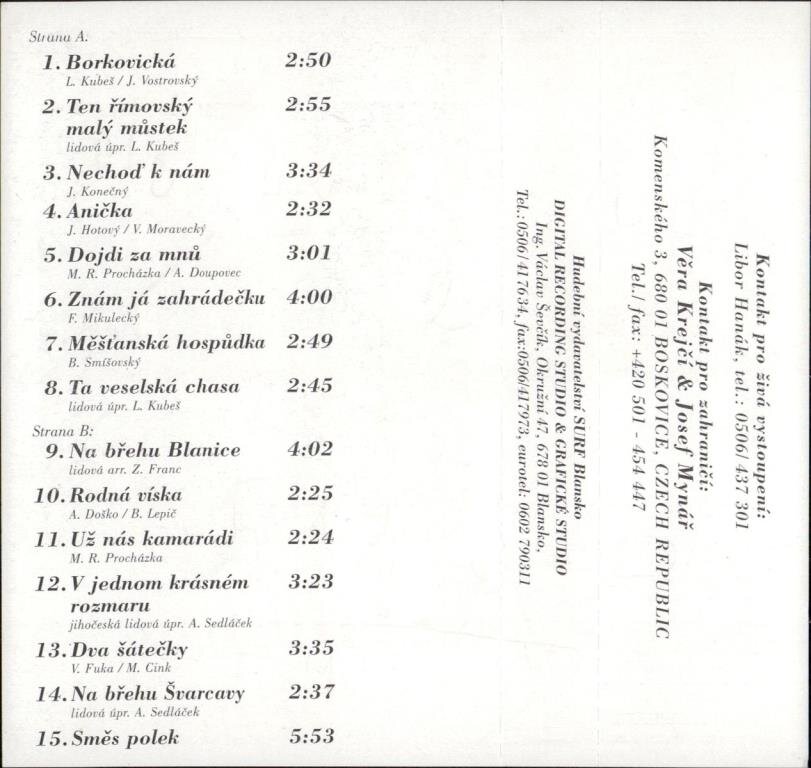 Strana A:
1. Borkovická 2:50
L. Kubeš / J. Vostrovský
2. Ten římovský 2:55
malý můstek
lidová úpr. L. Kubeš
3. Nechoď k nám 3:34
J. Konečný
4. Anička 2:32
J. Hotový / V. Moravecký
5. Dojdi za mnů 3:01
M. R. Procházka / A. Doupovec
6. Znám já zahrádečku 4:00
F. Mikulecký
7. Měšťanská hospůdka 2:49
B. Smíšovský
8. Ta veselská chasa 2:45
lidová úpr. L. Kubeš
Strana B:
9. Na břehu Blanice 4:02
lidová arr. Z. Franc
10. Rodná víska 2:25
A. Doško / B. Lepič
11. Už nás kamarádi 2:24
M. R. Procházka
12. V jednom krásném 3:23
rozmaru
jihočeská lidová úpr. A. Sedláček
13. Dva šátečky 3:35
V. Fuka / M. Cink
14. Na břehu Švarcavy 2:37
lidová úpr. A. Sedláček
15. Směs polek 5:53
Kontakt pro živá vystoupení:
Libor Hanák, tel.: 0506/ 437 301
Kontakt pro zahraničí:
Věra Krejčí & Josef Mynář
Komenského 3, 680 01 BOSKOVICE, CZECH REPUBLIC
Tel./ fax: +420 501 - 454 447
Hudební vydavatelství SURF Blansko
DIGITAL RECORDING STUDIO & GRAFICKÉ STUDIO
Ing. Václav Ševčík, Okružní 47, 678 01 Blansko,
Tel.: 0506/417634, fax:0506/417973, eurotel: 0602 790311